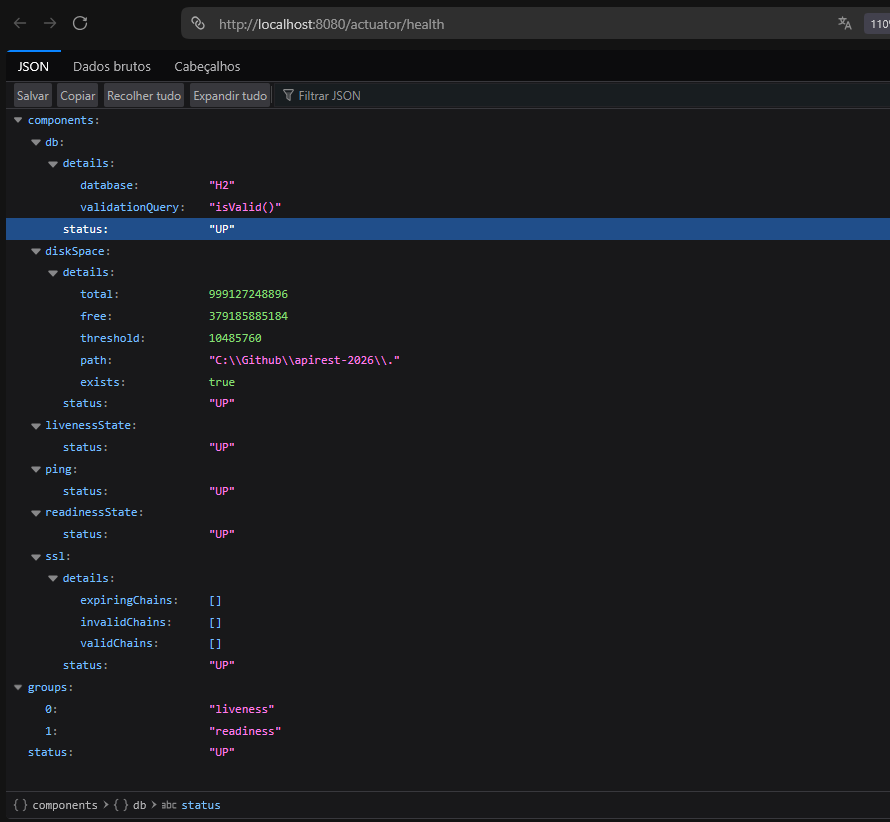 http://localhost:8080/actuator/health 110
JSON Dados brutos Cabeçalhos
Salvar Copiar Recolher tudo Expandir tudo Filtrar JSON
components:
db:
details:
database: "H2"
validationQuery: "isValid()"
status: "UP"
diskSpace:
details:
total: 999127248896
free: 379185885184
threshold: 10485760
path: "C:\\Github\\apirest-2026\\."
exists: true
status: "UP"
livenessState:
status: "UP"
ping:
status: "UP"
readinessState:
status: "UP"
ssl:
details:
expiringChains: []
invalidChains: []
validChains: []
status: "UP"
groups:
0: "liveness"
1: "readiness"
status: "UP"
{} components > {} db > abc status